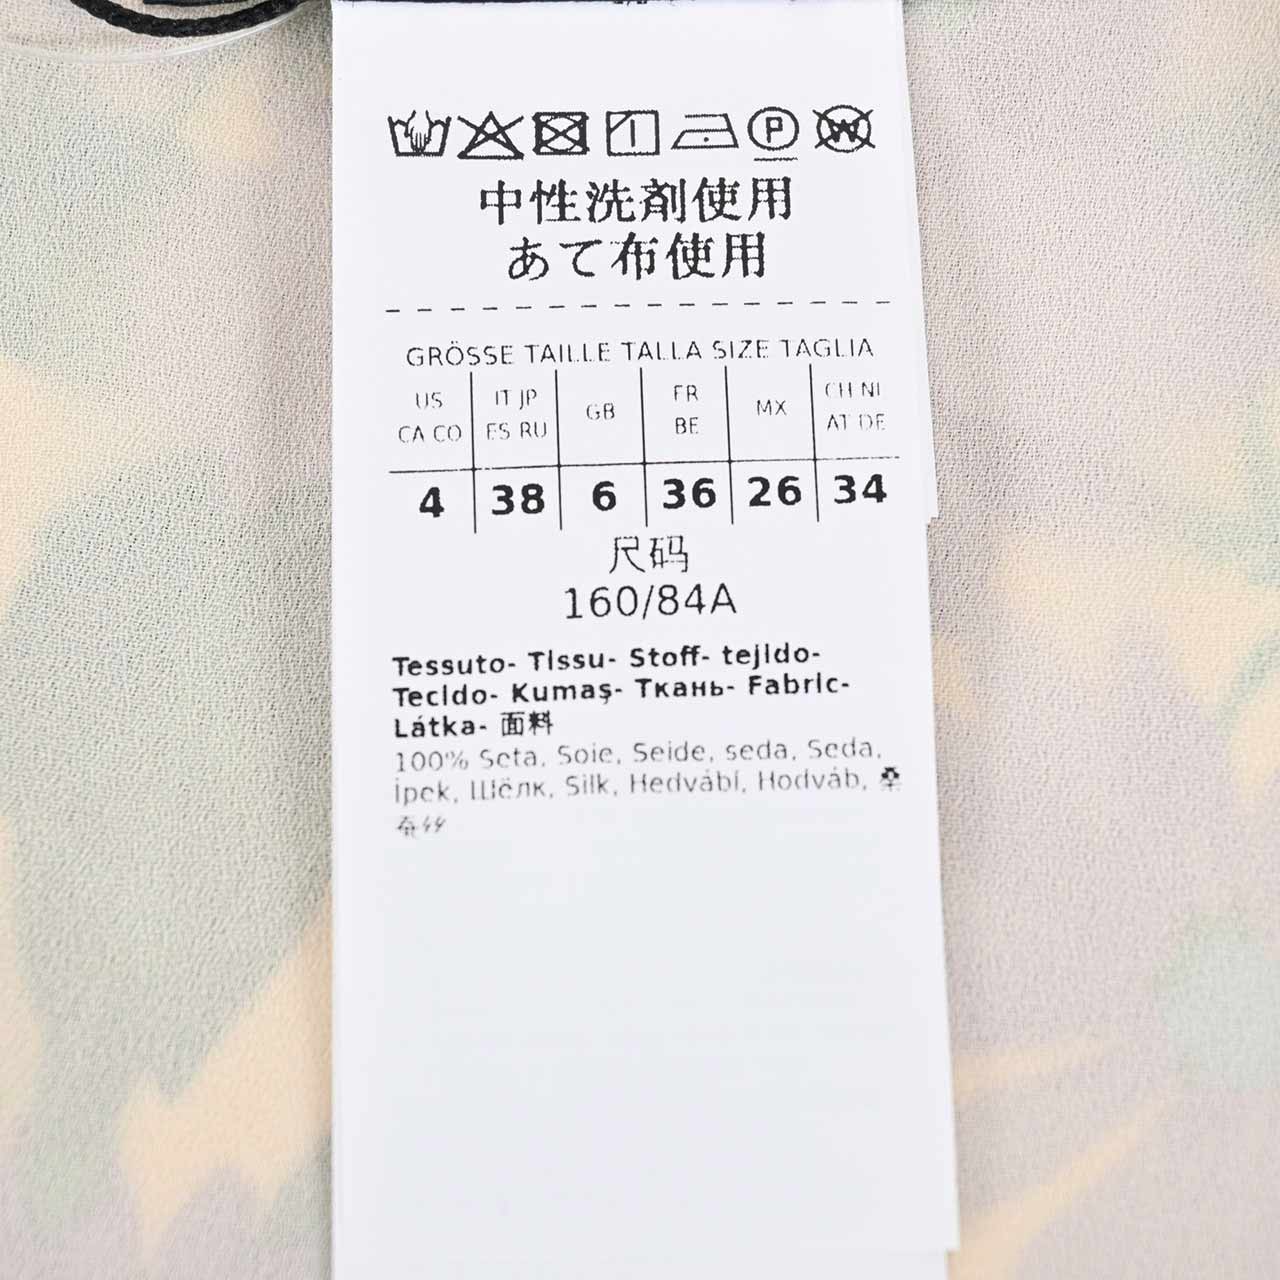 P W
中性洗剤使用
あて布使用
GRÖSSE TAILLE TALLA SIZE TAGLIA
US CA CO IT JP ES RU GB FR BE MX CH NI AT DE
4 38 6 36 26 34
尺码
160/84A
Tessuto- Tissu- Stoff- tejido-
Tecido- Kumaş- Ткань- Fabric-
Látka- 面料
100% Seta, Soie, Seide, seda, Seda,
İpek, Шёлк, Silk, Hedvábí, Hodváb, 桑
蚕丝